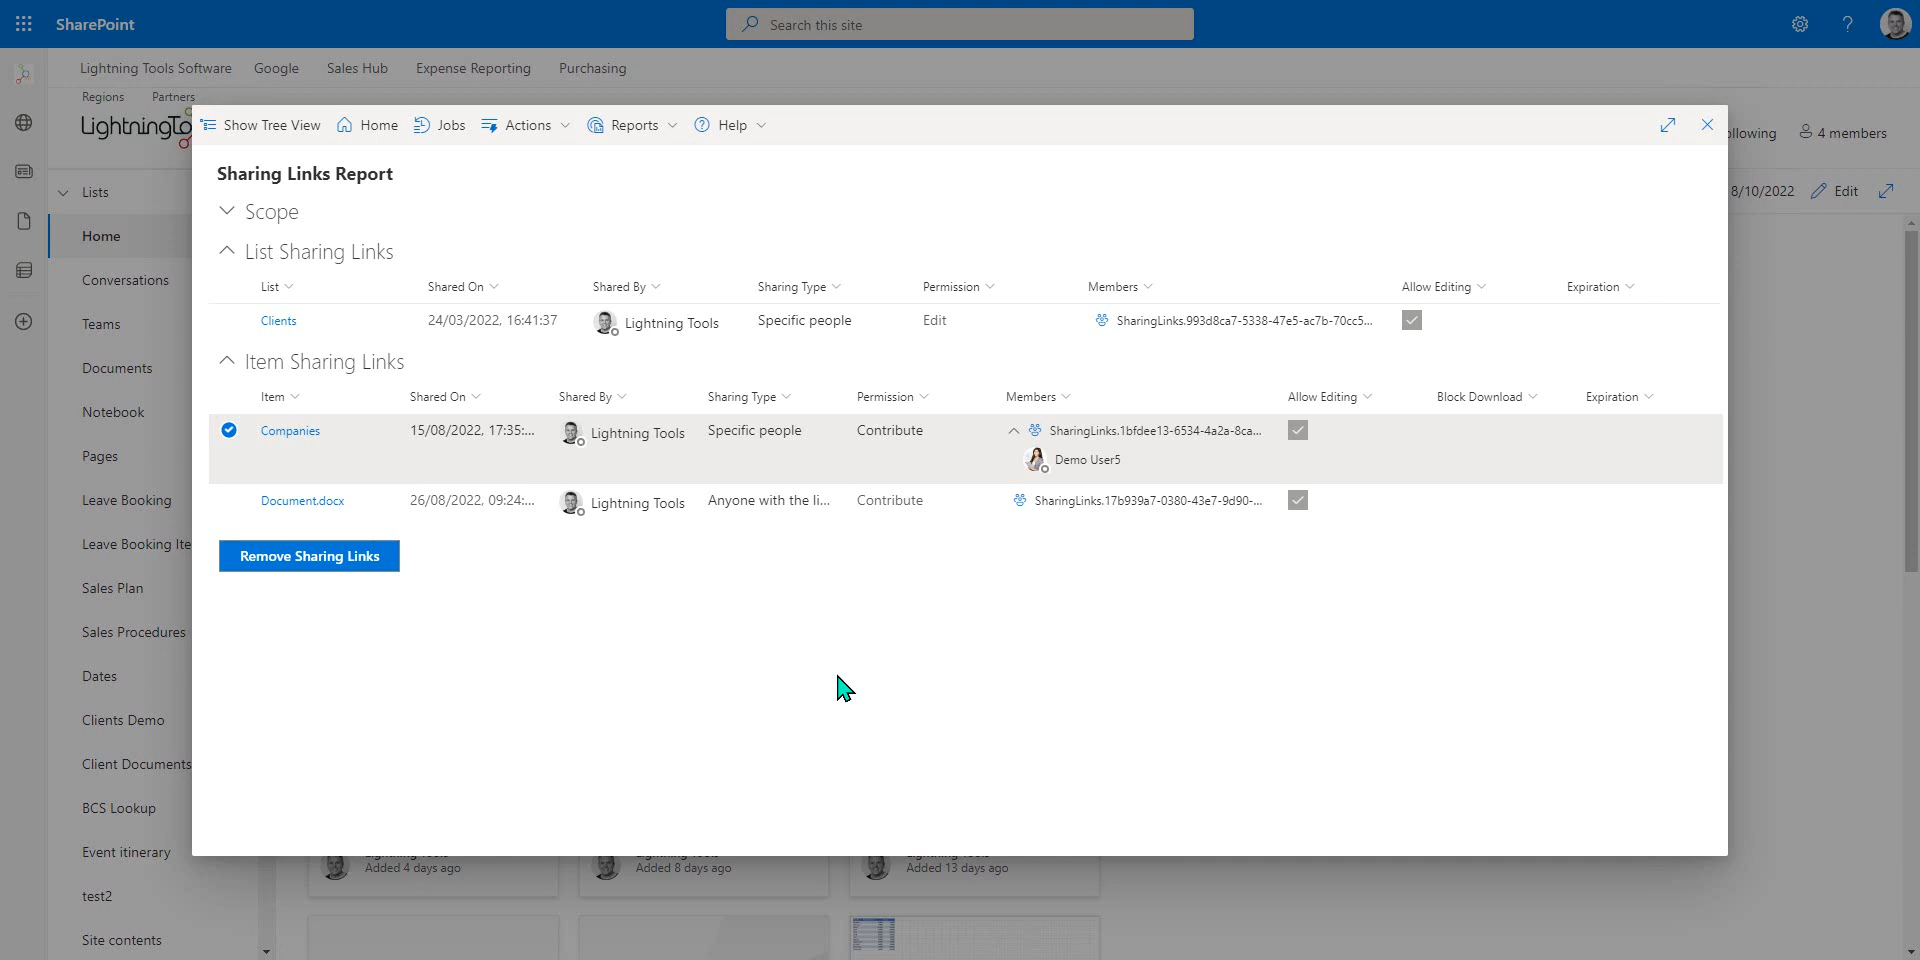 SharePoint
Search this site
Lightning Tools Software Google Sales Hub Expense Reporting Purchasing
Regions Partners
LightningTo
ollowing 4 members
Show Tree View Home Jobs Actions Reports Help
Lists
8/10/2022 Edit
Home
Conversations
Teams
Documents
Notebook
Pages
Leave Booking
Leave Booking Ite
Sales Plan
Sales Procedures
Dates
Clients Demo
Client Documents
BCS Lookup
Event itinerary
test2
Site contents
Sharing Links Report
Scope
List Sharing Links
List Shared On Shared By Sharing Type Permission Members Allow Editing Expiration
Clients 24/03/2022, 16:41:37 Lightning Tools Specific people Edit SharingLinks.993d8ca7-5338-47e5-ac7b-70cc5...
Item Sharing Links
Item Shared On Shared By Sharing Type Permission Members Allow Editing Block Download Expiration
Companies 15/08/2022, 17:35:... Lightning Tools Specific people Contribute SharingLinks.1bfdee13-6534-4a2a-8ca...
Demo User5
Document.docx 26/08/2022, 09:24:... Lightning Tools Anyone with the li... Contribute SharingLinks.17b939a7-0380-43e7-9d90-...
Remove Sharing Links
Added 4 days ago Added 8 days ago Added 13 days ago